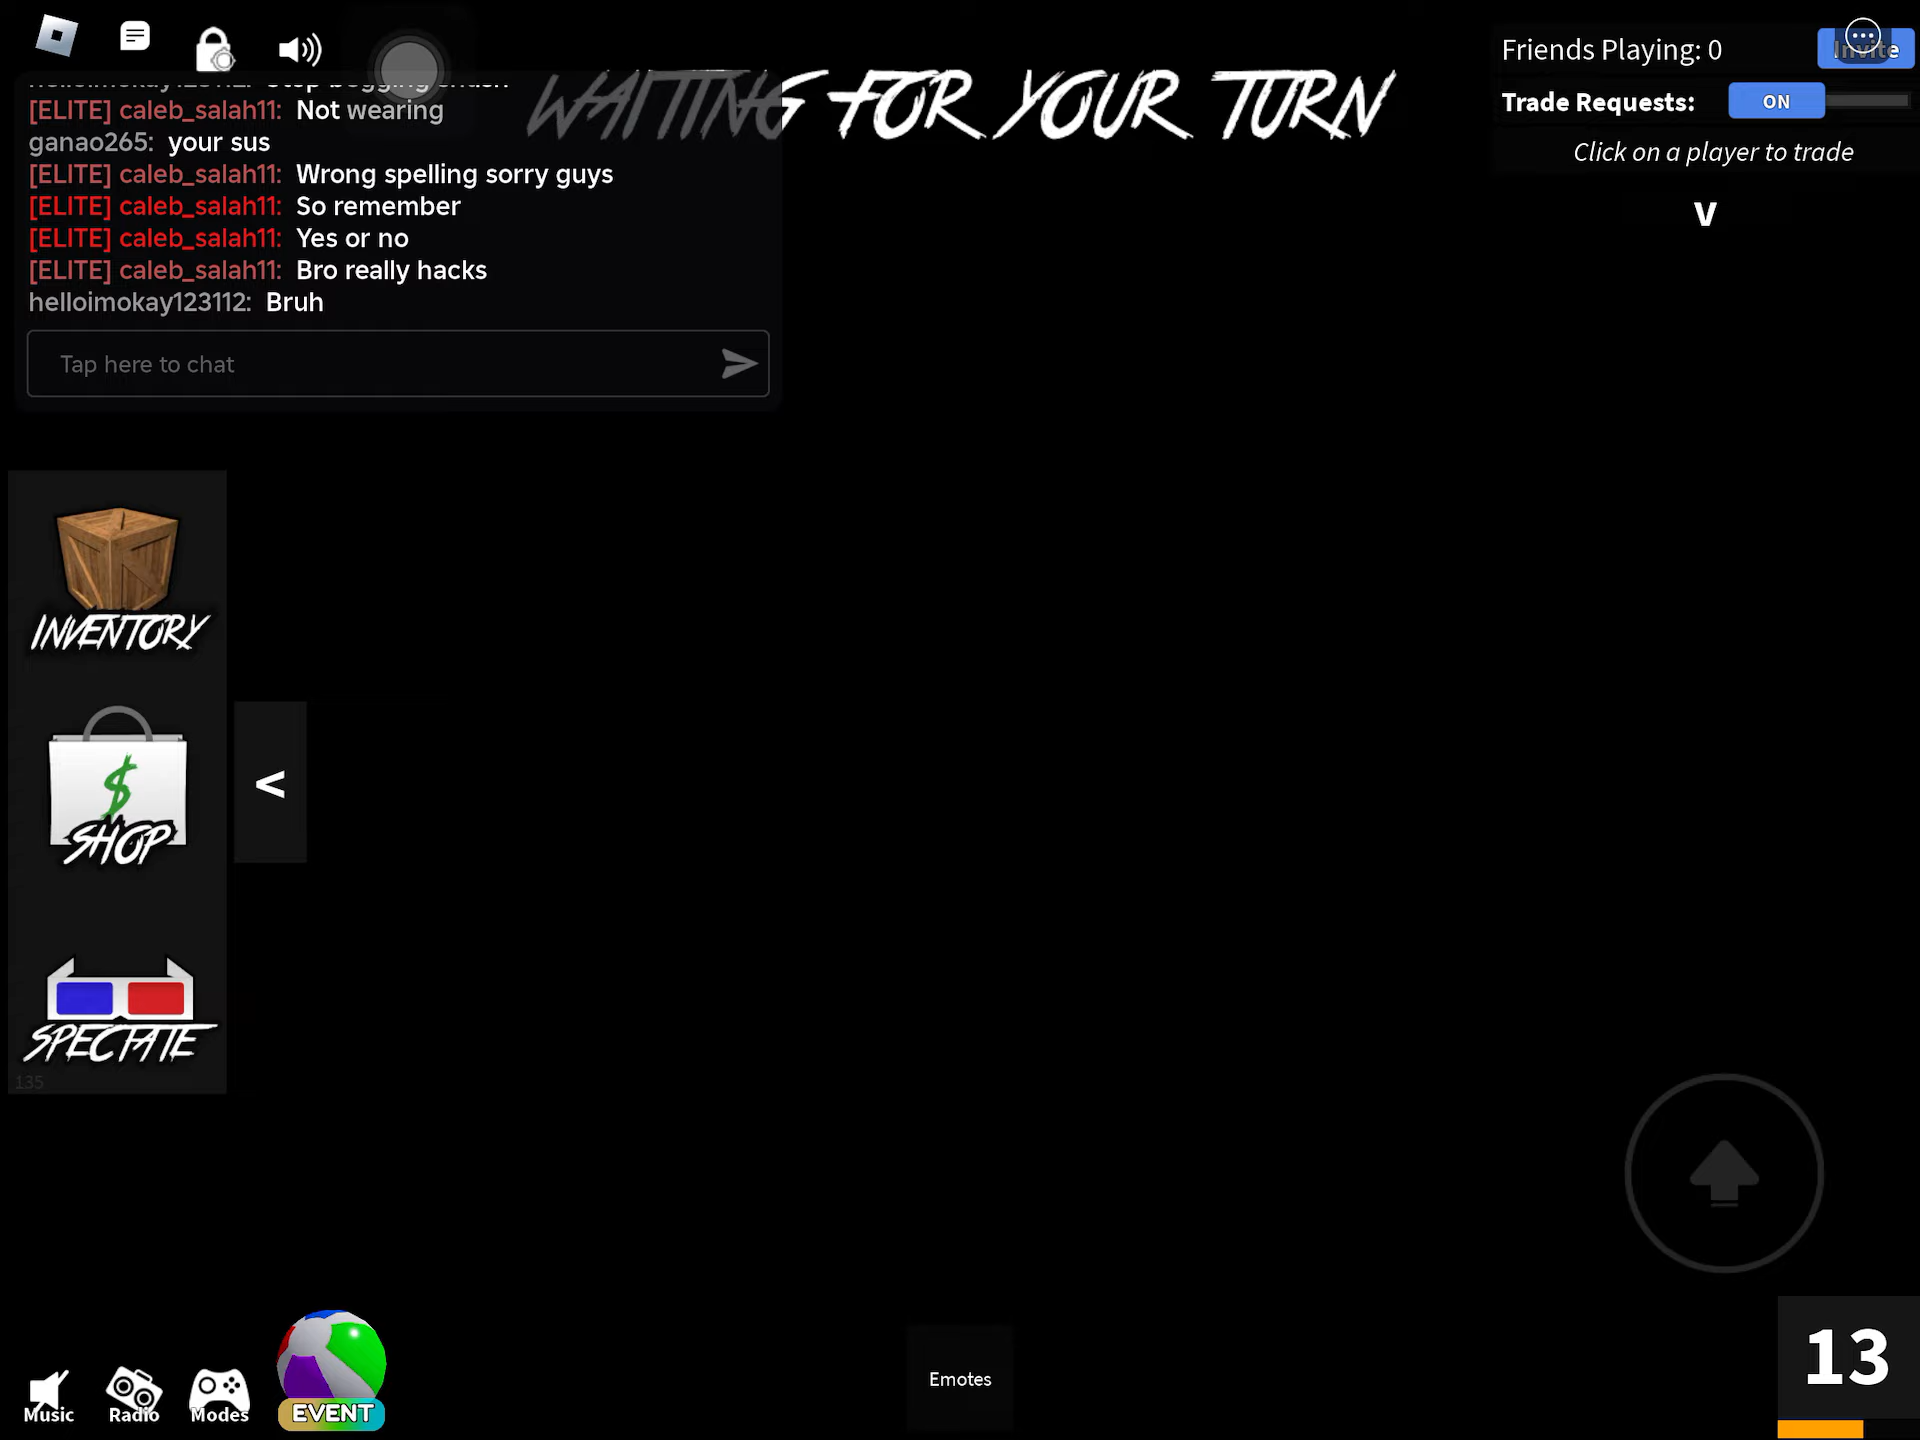 [ELITE] caleb_salah11: Not wearing
ganao265: your sus
[ELITE] caleb_salah11: Wrong spelling sorry guys
[ELITE] caleb_salah11: So remember
[ELITE] caleb_salah11: Yes or no
[ELITE] caleb_salah11: Bro really hacks
helloimokay123112: Bruh
Tap here to chat
WAITING FOR YOUR TURN
Friends Playing: 0
Invite
Trade Requests: ON
Click on a player to trade
V
INVENTORY
$
SHOP
<
SPECTATE
135
Music
Radio
Modes
EVENT
Emotes
13